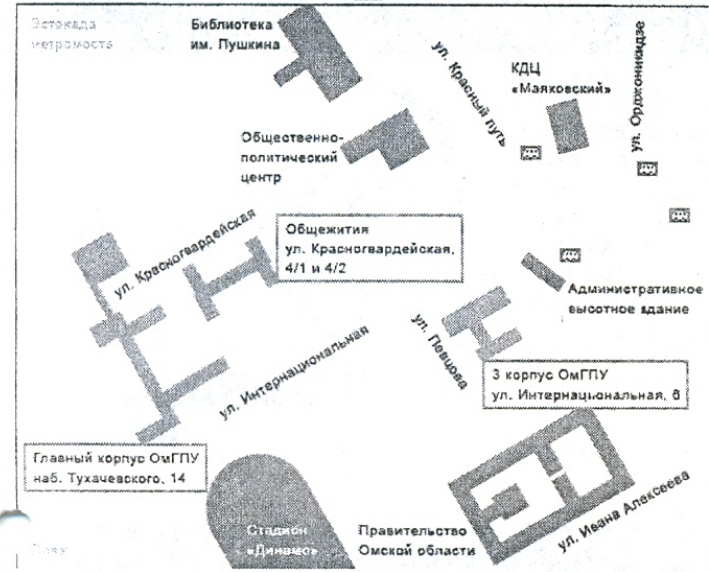 Эстакада
метромоста
Библиотека
им. Пушкина
ул. Красный путь
КДЦ
«Маяковский»
ул. Орджоникидзе
Общественно-
политический
центр
ул. Красногвардейская
Общежития
ул. Красногвардейская,
4/1 и 4/2
Административное
высотное здание
ул. Певцова
ул. Интернациональная
3 корпус ОмГПУ
ул. Интернациональная, 6
Главный корпус ОмГПУ
наб. Тухачевского, 14
Стадион
«Динамо»
Правительство
Омской области
ул. Ивана Алексеева